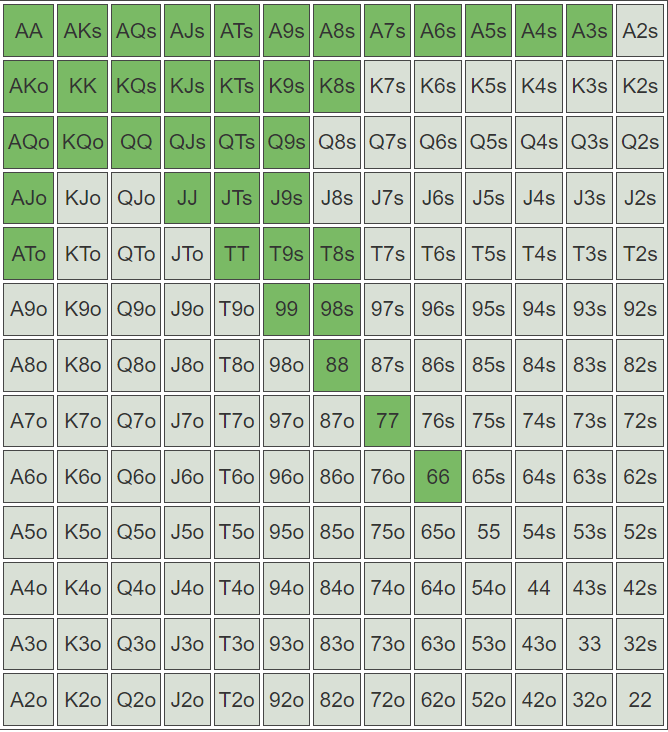 AA AKs AQs AJs ATs A9s A8s A7s A6s A5s A4s A3s A2s
AKo KK KQs KJs KTs K9s K8s K7s K6s K5s K4s K3s K2s
AQo KQo QQ QJs QTs Q9s Q8s Q7s Q6s Q5s Q4s Q3s Q2s
AJo KJo QJo JJ JTs J9s J8s J7s J6s J5s J4s J3s J2s
ATo KTo QTo JTo TT T9s T8s T7s T6s T5s T4s T3s T2s
A9o K9o Q9o J9o T9o 99 98s 97s 96s 95s 94s 93s 92s
A8o K8o Q8o J8o T8o 98o 88 87s 86s 85s 84s 83s 82s
A7o K7o Q7o J7o T7o 97o 87o 77 76s 75s 74s 73s 72s
A6o K6o Q6o J6o T6o 96o 86o 76o 66 65s 64s 63s 62s
A5o K5o Q5o J5o T5o 95o 85o 75o 65o 55 54s 53s 52s
A4o K4o Q4o J4o T4o 94o 84o 74o 64o 54o 44 43s 42s
A3o K3o Q3o J3o T3o 93o 83o 73o 63o 53o 43o 33 32s
A2o K2o Q2o J2o T2o 92o 82o 72o 62o 52o 42o 32o 22